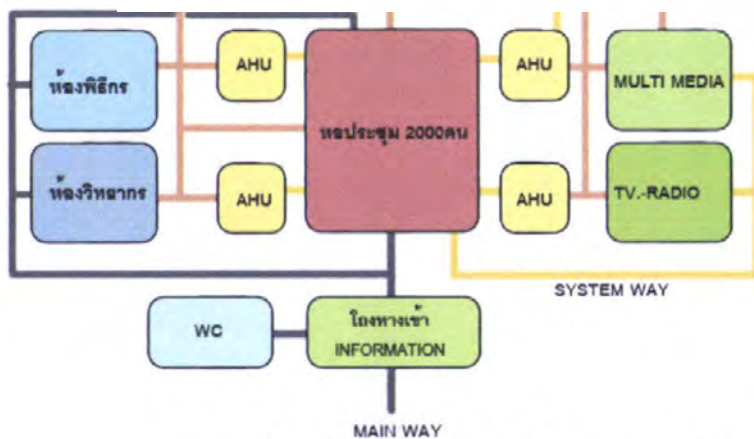 AHU
AHU
ห้องพิธีกร
MULTI MEDIA
หอประชุม 2000คน
ห้องวิทยากร
AHU
AHU
TV.-RADIO
SYSTEM WAY
WC
โถงทางเข้า
INFORMATION
MAIN WAY